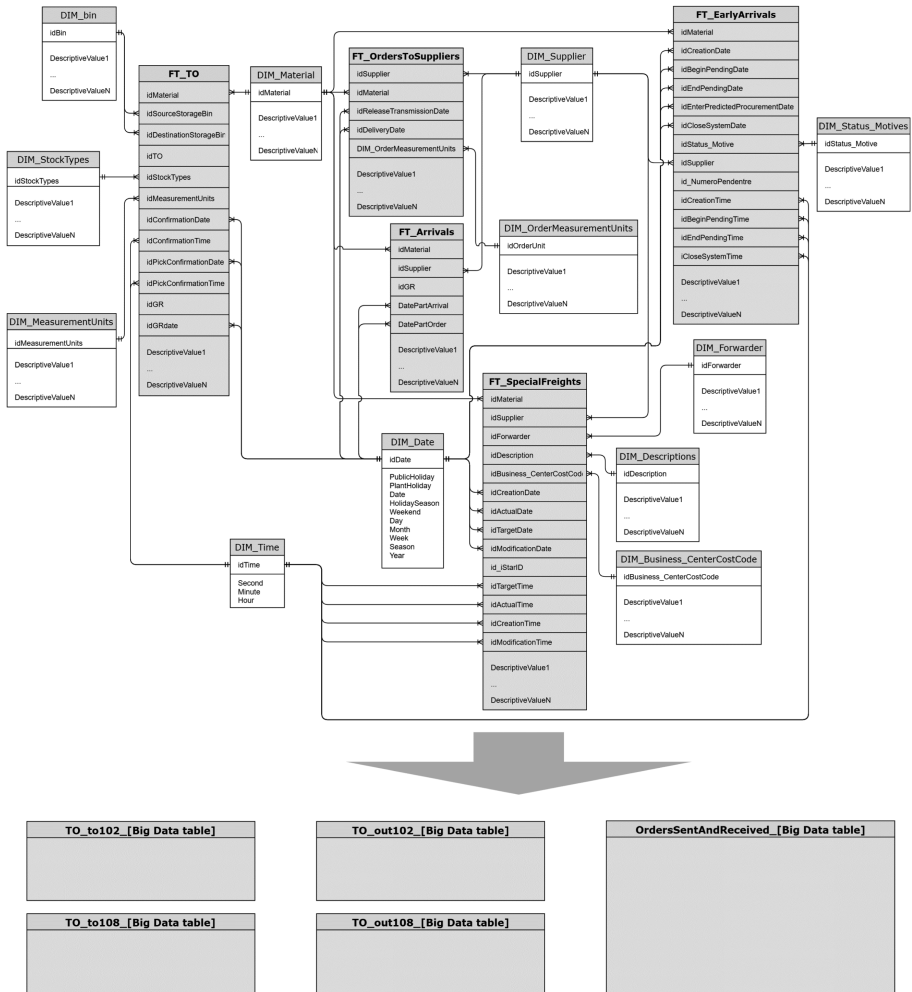 DIM_bin
idBin
DescriptiveValue1
...
DescriptiveValueN
DIM_StockTypes
idStockTypes
DescriptiveValue1
...
DescriptiveValueN
DIM_MeasurementUnits
idMeasurementUnits
DescriptiveValue1
...
DescriptiveValueN
FT_TO
idMaterial
idSourceStorageBin
idDestinationStorageBir
idTO
idStockTypes
idMeasurementUnits
idConfirmationDate
idConfirmationTime
idPickConfirmationDate
idPickConfirmationTime
idGR
idGRdate
DescriptiveValue1
...
DescriptiveValueN
DIM_Material
idMaterial
DescriptiveValue1
...
DescriptiveValueN
FT_OrdersToSuppliers
idSupplier
idMaterial
idReleaseTransmissionDate
idDeliveryDate
DIM_OrderMeasurementUnits
DescriptiveValue1
...
DescriptiveValueN
FT_Arrivals
idMaterial
idSupplier
idGR
DatePartArrival
DatePartOrder
DescriptiveValue1
...
DescriptiveValueN
DIM_Supplier
idSupplier
DescriptiveValue1
...
DescriptiveValueN
DIM_OrderMeasurementUnits
idOrderUnit
DescriptiveValue1
...
DescriptiveValueN
FT_EarlyArrivals
idMaterial
idCreationDate
idBeginPendingDate
idEndPendingDate
idEnterPredictedProcurementDate
idCloseSystemDate
idStatus_Motive
idSupplier
id_NumeroPendentre
idCreationTime
idBeginPendingTime
idEndPendingTime
iCloseSystemTime
DescriptiveValue1
...
DescriptiveValueN
DIM_Status_Motives
idStatus_Motive
DescriptiveValue1
...
DescriptiveValueN
DIM_Forwarder
idForwarder
DescriptiveValue1
...
DescriptiveValueN
FT_SpecialFreights
idMaterial
idSupplier
idForwarder
idDescription
idBusiness_CenterCostCode
idCreationDate
idActualDate
idTargetDate
idModificationDate
id_iStarID
idTargetTime
idActualTime
idCreationTime
idModificationTime
DescriptiveValue1
...
DescriptiveValueN
DIM_Date
idDate
PublicHoliday
PlantHoliday
Date
HolidaySeason
Weekend
Day
Month
Week
Season
Year
DIM_Descriptions
idDescription
DescriptiveValue1
...
DescriptiveValueN
DIM_Time
idTime
Second
Minute
Hour
DIM_Business_CenterCostCode
idBusiness_CenterCostCode
DescriptiveValue1
...
DescriptiveValueN
TO_to102_[Big Data table]
TO_out102_[Big Data table]
OrdersSentAndReceived_[Big Data table]
TO_to108_[Big Data table]
TO_out108_[Big Data table]